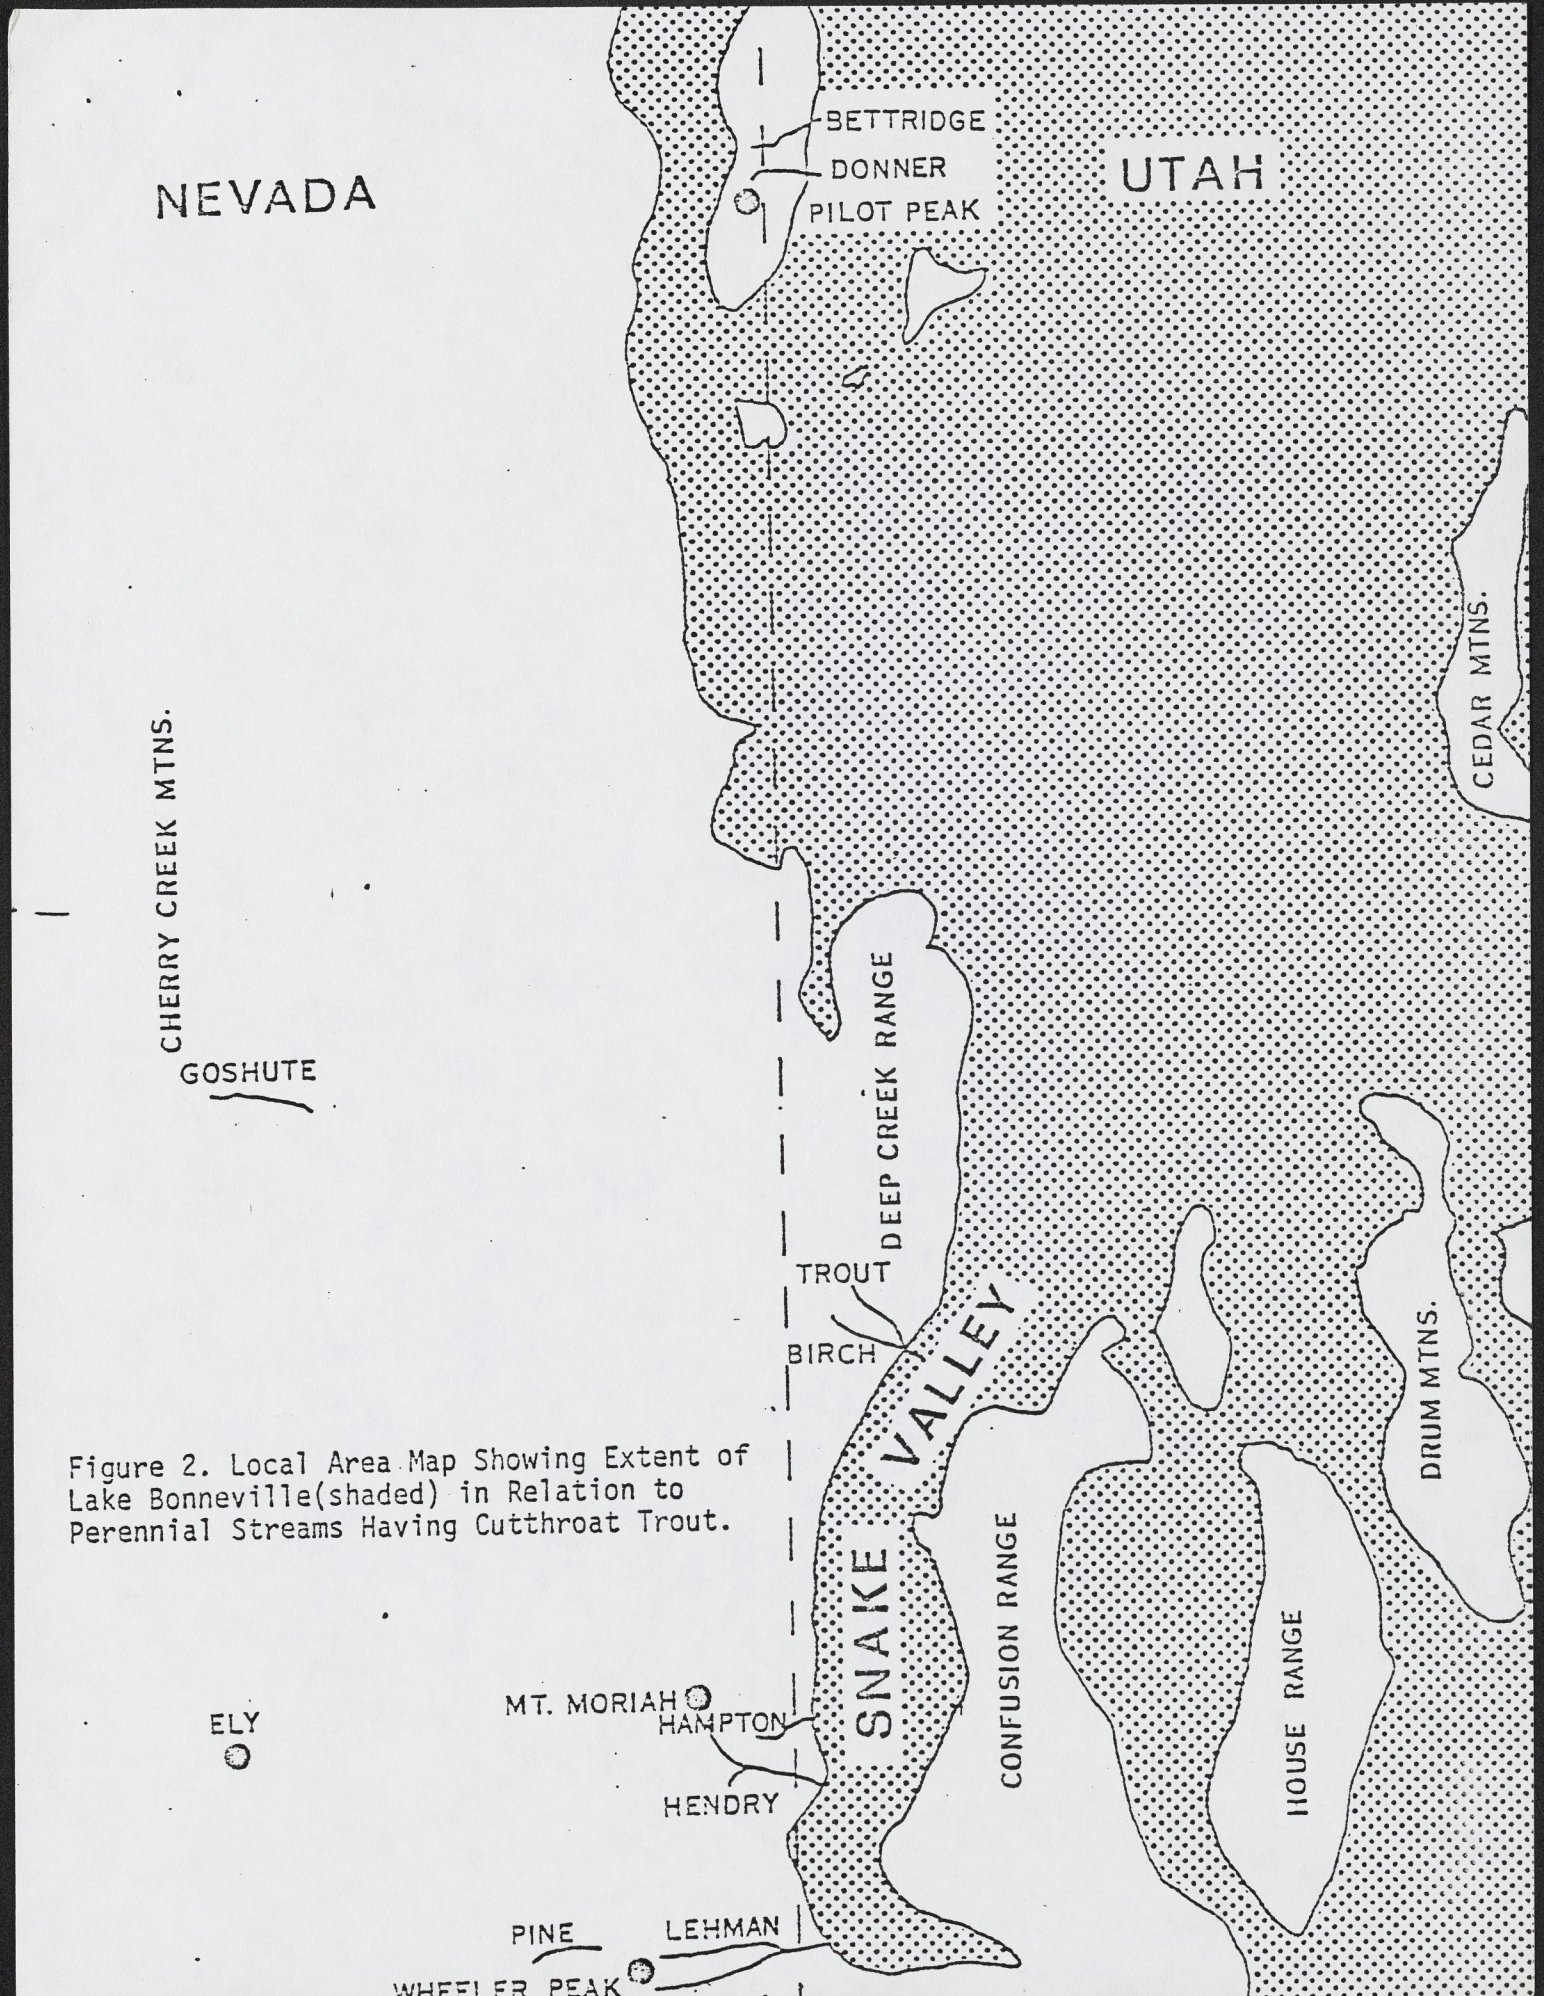 BETTRIDGE
DONNER
UTAH
NEVADA
PILOT PEAK
CEDAR MTNS.
CHERRY CREEK MTNS.
DEEP CREEK RANGE
GOSHUTE
TROUT
BIRCH
SNAKE VALLEY
DRUM MTNS.
Figure 2. Local Area Map Showing Extent of
Lake Bonneville(shaded) in Relation to
Perennial Streams Having Cutthroat Trout.
CONFUSION RANGE
HOUSE RANGE
MT. MORIAH
HAMPTON
ELY
HENDRY
PINE
LEHMAN
WHEELER PEAK